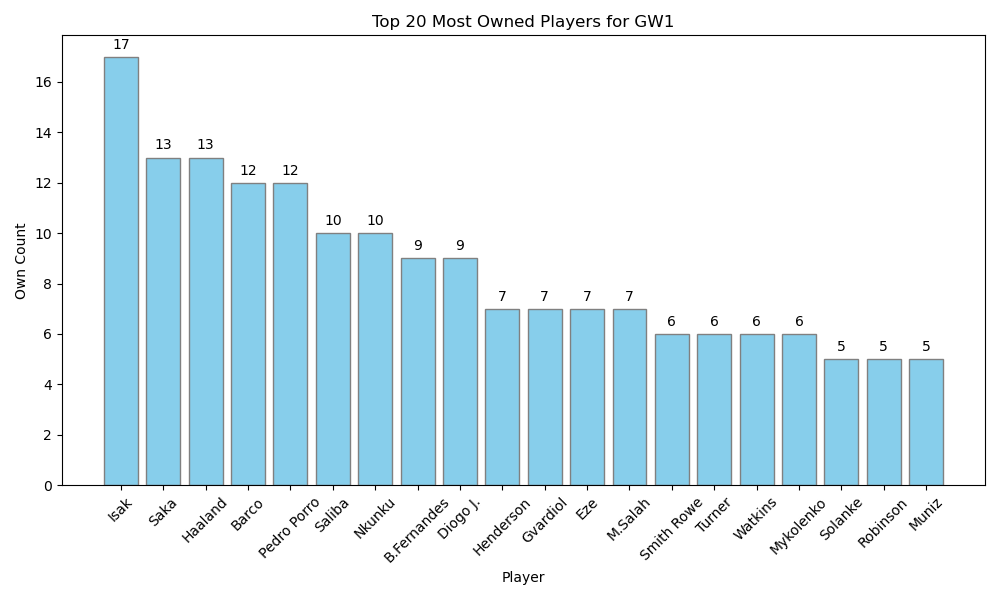 Top 20 Most Owned Players for GW1
Own Count
16
14
12
10
8
6
4
2
0
17
13
13
12
12
10
10
9
9
7
7
7
7
6
6
6
6
5
5
5
Isak
Saka
Haaland
Barco
Pedro Porro
Saliba
Nkunku
B.Fernandes
Diogo J.
Henderson
Gvardiol
Eze
M.Salah
Smith Rowe
Turner
Watkins
Mykolenko
Solanke
Robinson
Muniz
Player